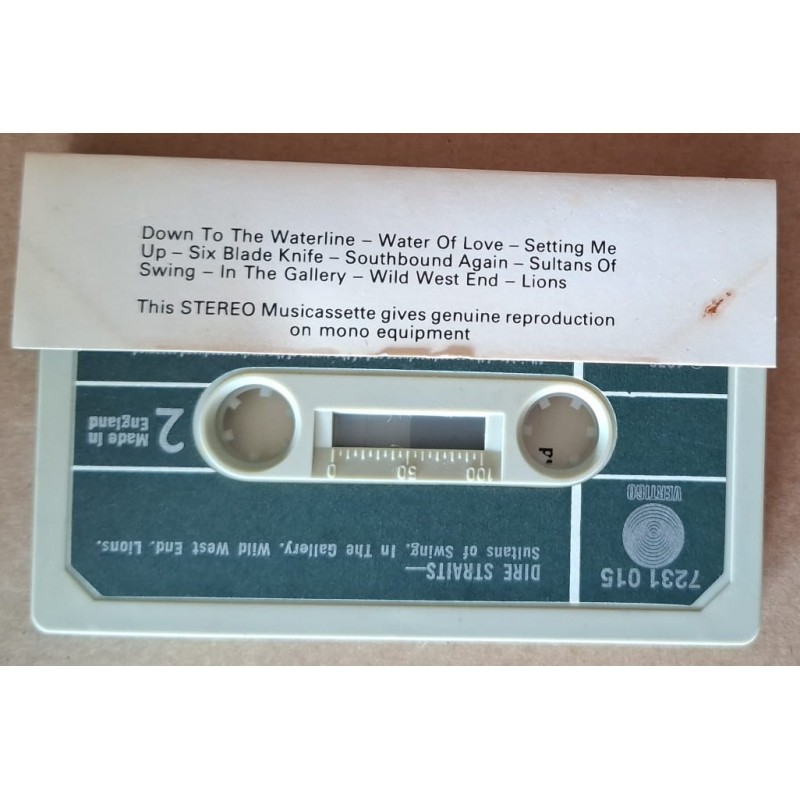 Down To The Waterline – Water Of Love – Setting Me
Up – Six Blade Knife – Southbound Again – Sultans Of
Swing – In The Gallery – Wild West End – Lions
This STEREO Musicassette gives genuine reproduction
on mono equipment
7231 015
VERTIGO
DIRE STRAITS—
Sultans of Swing. In The Gallery. Wild West End. Lions.
0 50 100
2
Made In
England